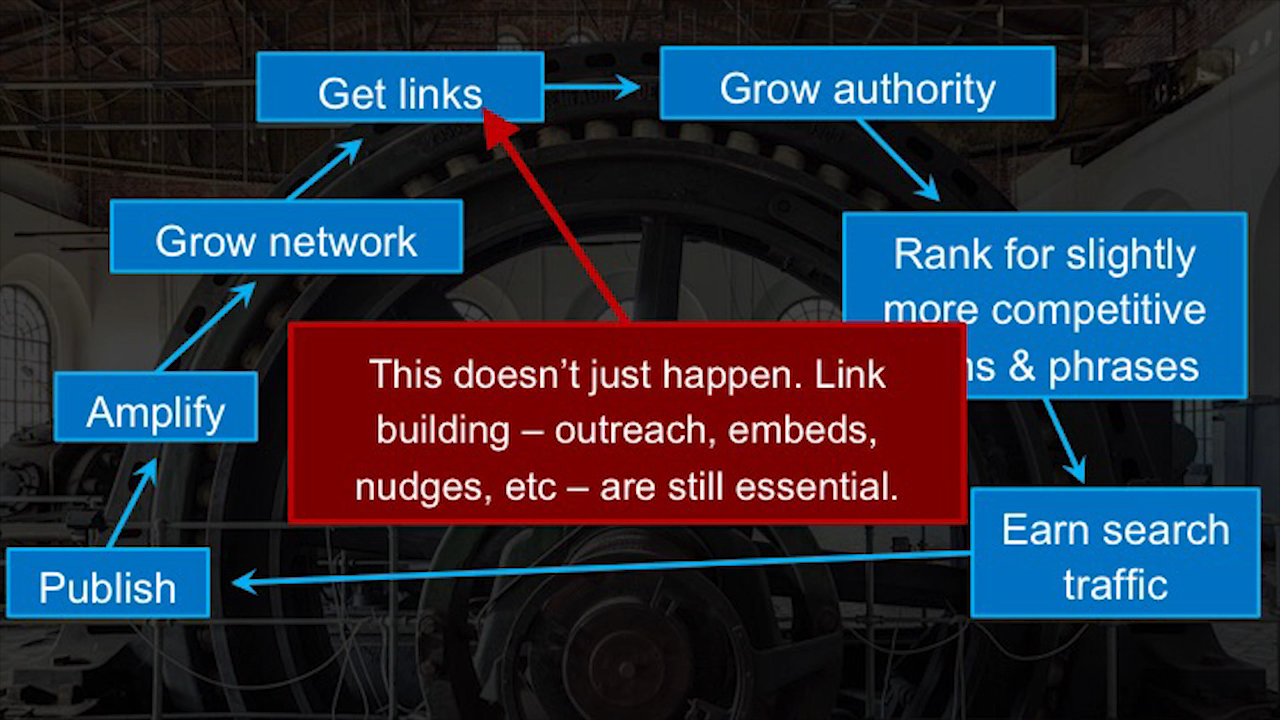 Get links
Grow authority
Grow network
Rank for slightly
more competitive
& phrases
This doesn’t just happen. Link
building – outreach, embeds,
nudges, etc – are still essential.
Amplify
Earn search
traffic
Publish